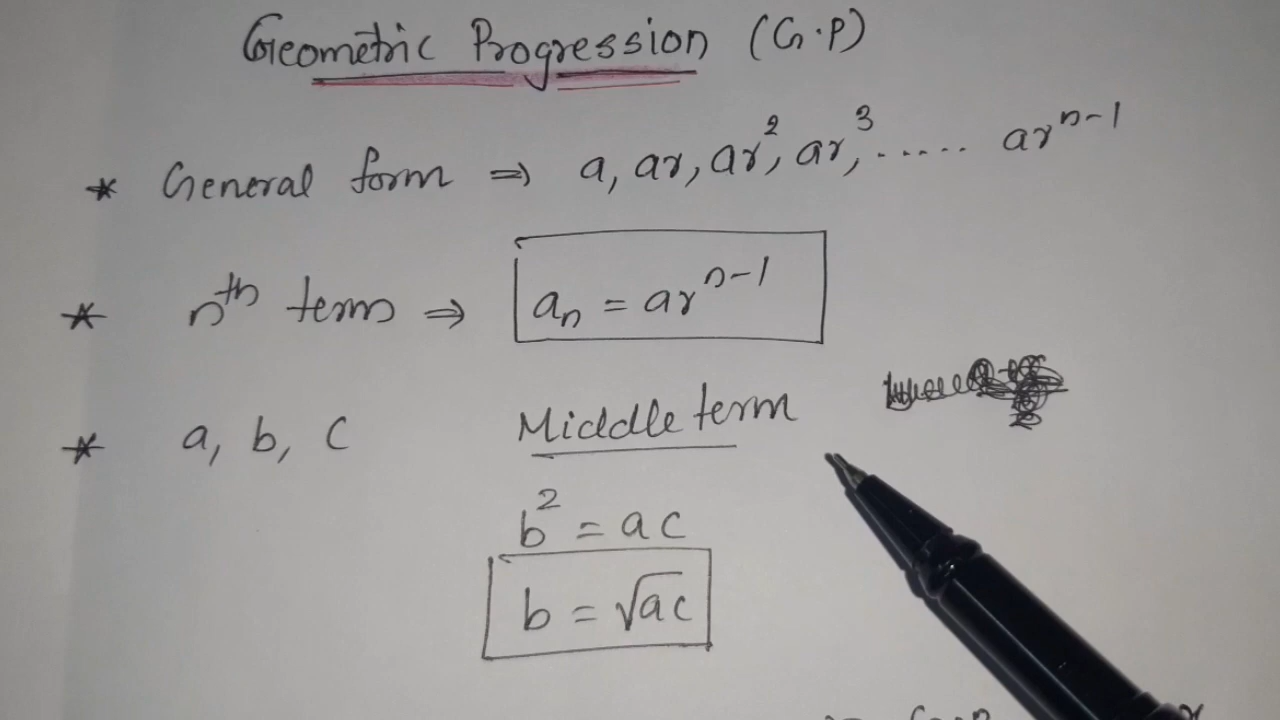 Geometric Progression (G.P)
* General form ⇒ a, ar, ar², ar³, ...... arⁿ⁻¹
* nᵗʰ term ⇒ aₙ = arⁿ⁻¹
* a, b, c Middle term
b² = ac
b = √ac